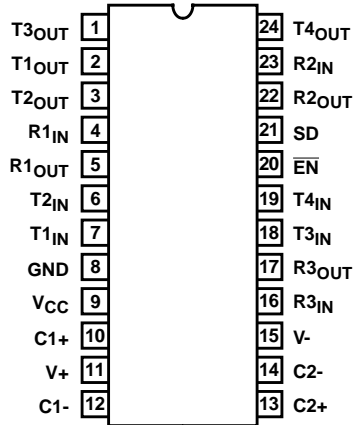 T3OUT 1 24 T4OUT
T1OUT 2 23 R2IN
T2OUT 3 22 R2OUT
R1IN 4 21 SD
R1OUT 5 20 EN
T2IN 6 19 T4IN
T1IN 7 18 T3IN
GND 8 17 R3OUT
VCC 9 16 R3IN
C1+ 10 15 V-
V+ 11 14 C2-
C1- 12 13 C2+